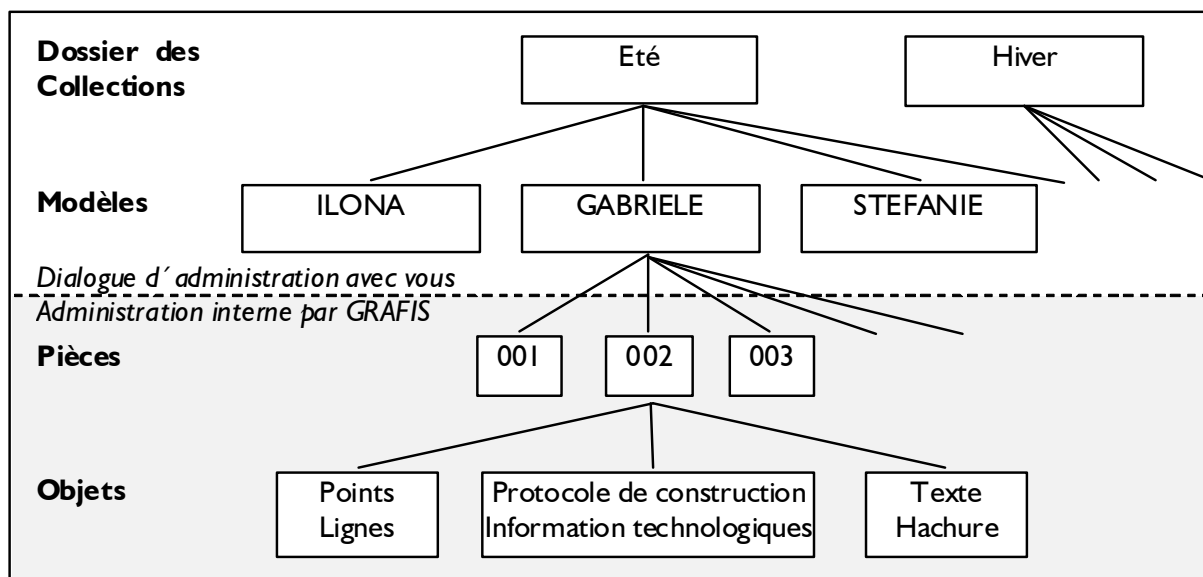 Dossier des
Collections
Eté
Hiver
Modèles
ILONA
GABRIELE
STEFANIE
Dialogue d´administration avec vous
Administration interne par GRAFIS
Pièces
001
002
003
Objets
Points
Lignes
Protocole de construction
Information technologiques
Texte
Hachure